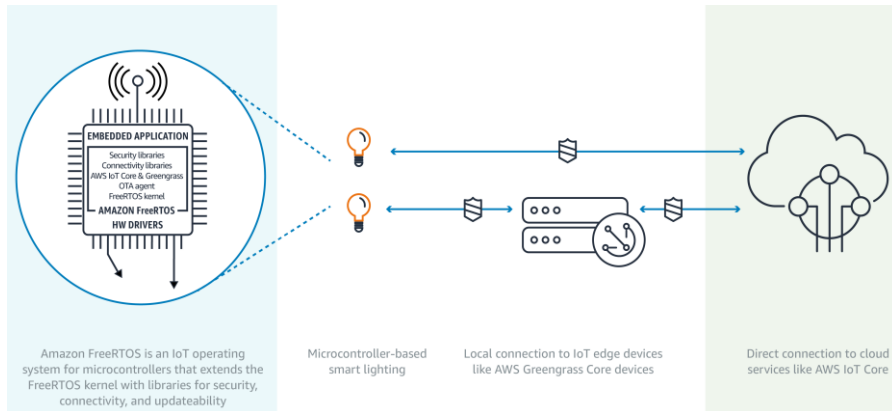 EMBEDDED APPLICATION
Security libraries
Connectivity libraries
AWS IoT Core & Greengrass
OTA agent
FreeRTOS kernel
AMAZON FreeRTOS
HW DRIVERS
Amazon FreeRTOS is an IoT operating
system for microcontrollers that extends the
FreeRTOS kernel with libraries for security,
connectivity, and updateability
Microcontroller-based
smart lighting
Local connection to IoT edge devices
like AWS Greengrass Core devices
Direct connection to cloud
services like AWS IoT Core